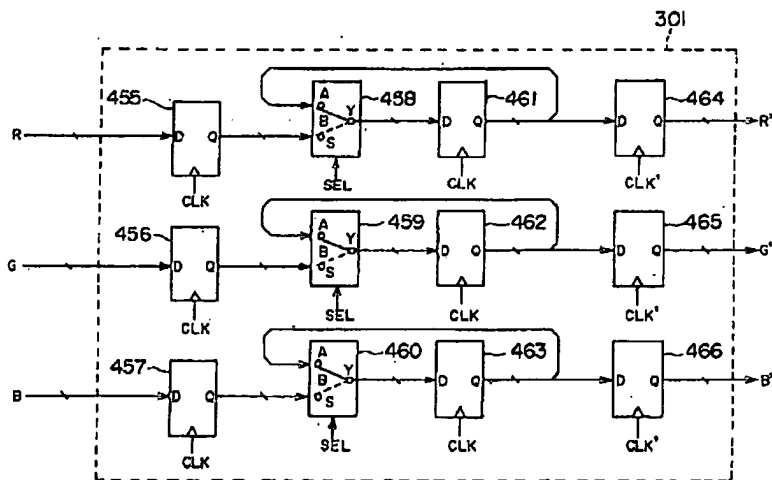 301
455
A
B
Y
S
458
461
464
R
D Q
D Q
D Q
R'
CLK
SEL
CLK
CLK'
456
A
B
Y
S
459
462
465
G
D Q
D Q
D Q
G'
CLK
SEL
CLK
CLK'
457
A
B
Y
S
460
463
466
B
D Q
D Q
D Q
B'
CLK
SEL
CLK
CLK'